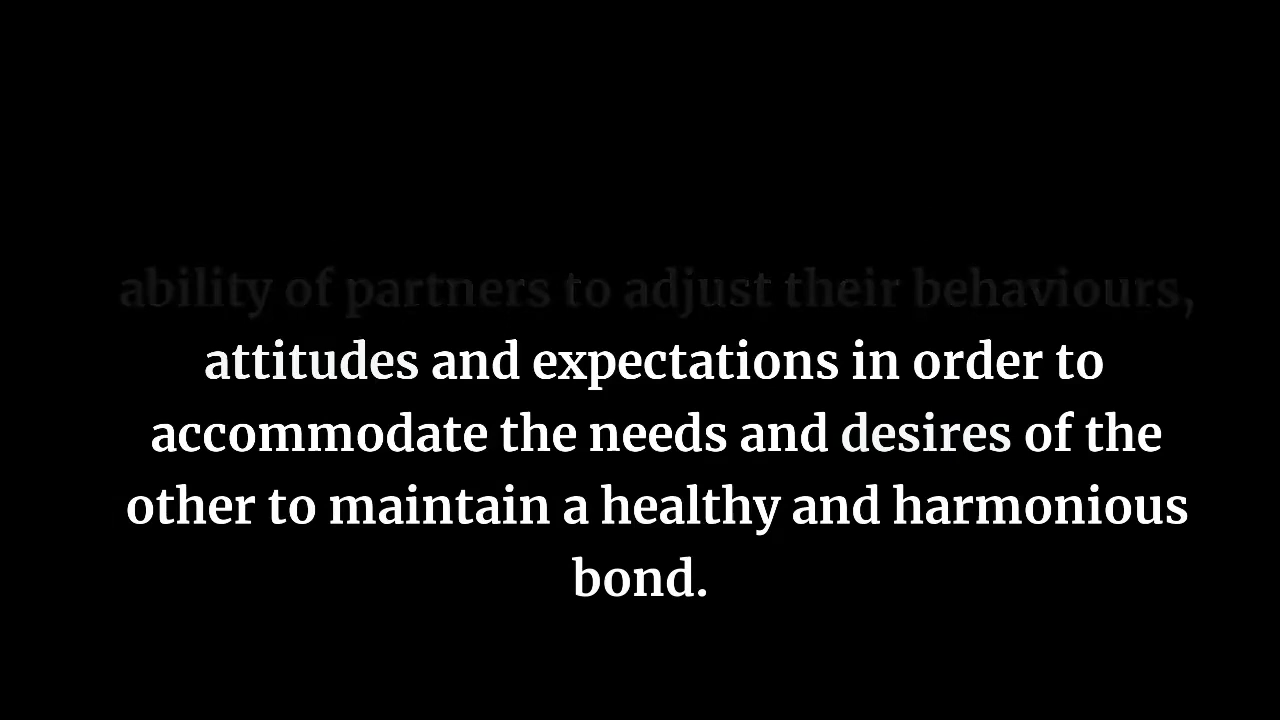 ability of partners to adjust their behaviours,
attitudes and expectations in order to
accommodate the needs and desires of the
other to maintain a healthy and harmonious
bond.